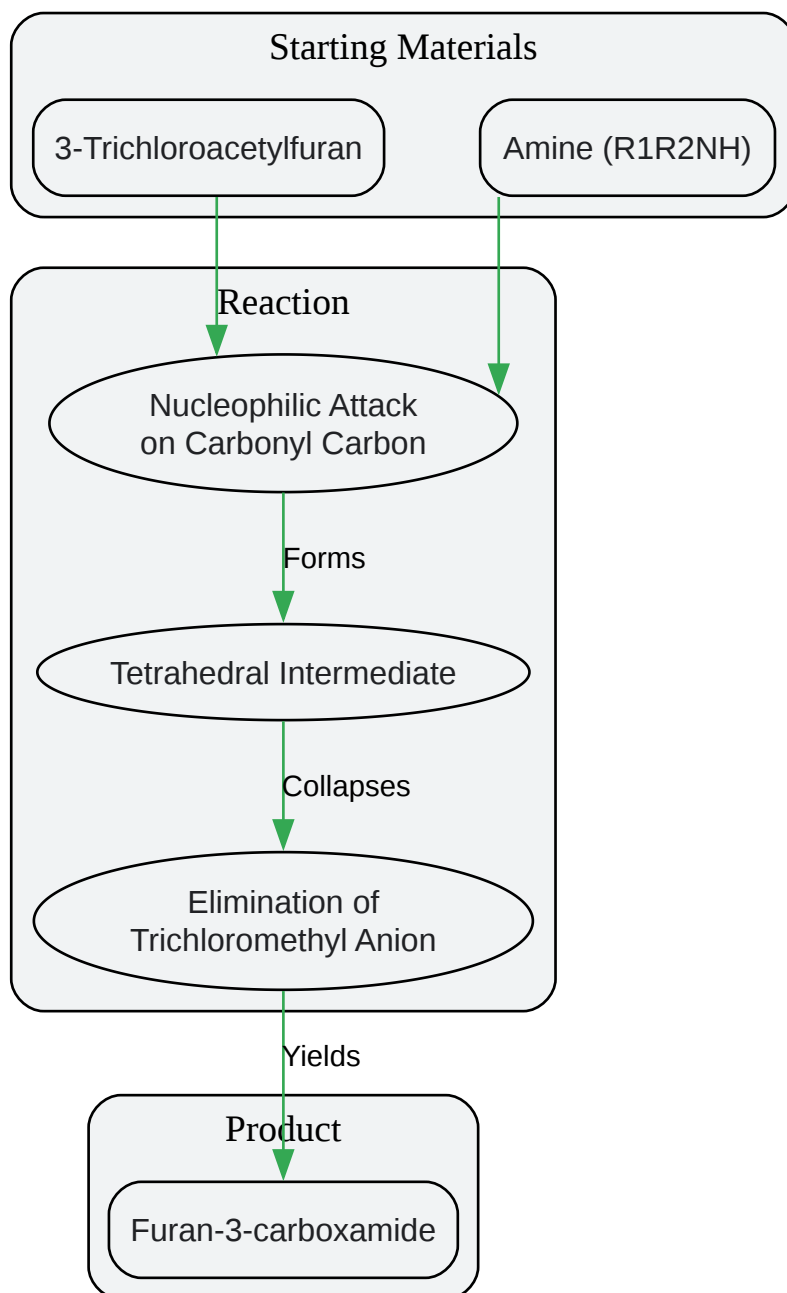 Starting Materials
3-Trichloroacetylfuran
Amine (R1R2NH)
Reaction
Nucleophilic Attack
on Carbonyl Carbon
Forms
Tetrahedral Intermediate
Collapses
Elimination of
Trichloromethyl Anion
Yields
Product
Furan-3-carboxamide